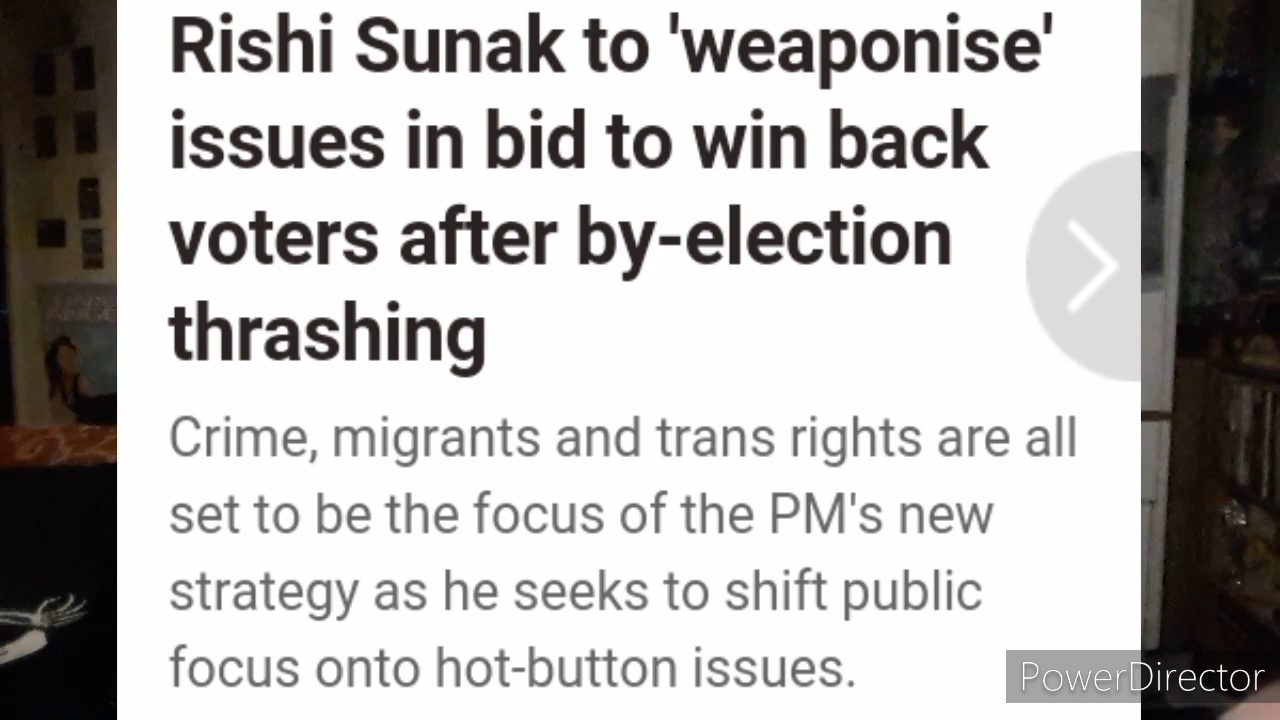 Rishi Sunak to 'weaponise'
issues in bid to win back
voters after by-election
thrashing
Crime, migrants and trans rights are all
set to be the focus of the PM's new
strategy as he seeks to shift public
focus onto hot-button issues.
PowerDirector